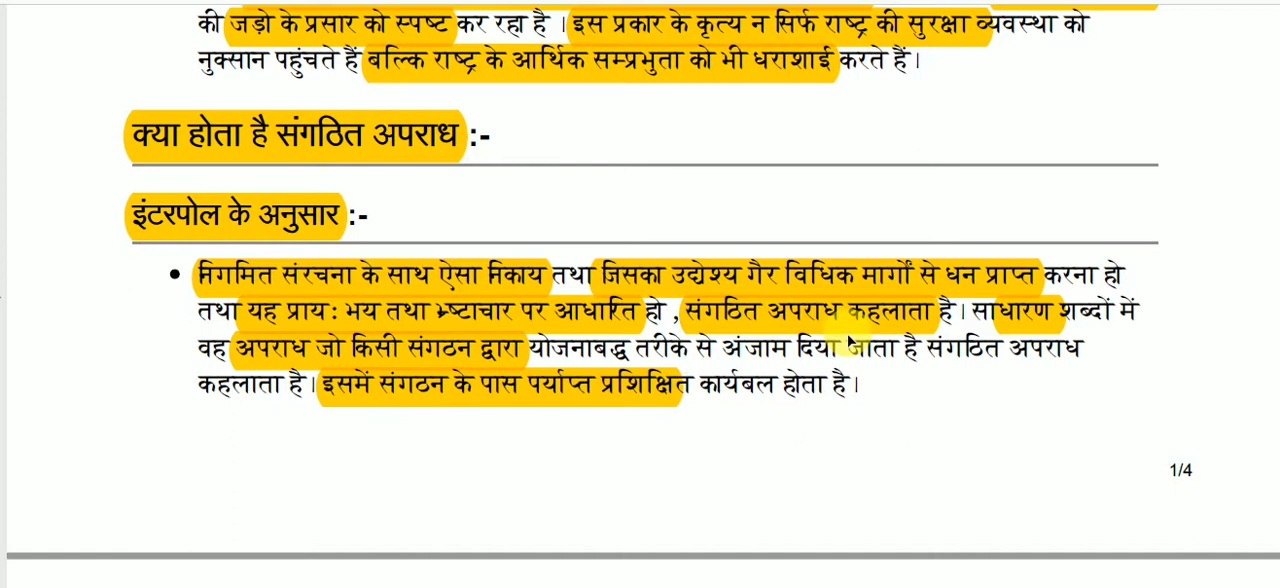 की जड़ो के प्रसार को स्पष्ट कर रहा है । इस प्रकार के कृत्य न सिर्फ राष्ट्र की सुरक्षा व्यवस्था को
नुक्सान पहुंचते हैं बल्कि राष्ट्र के आर्थिक सम्प्रभुता को भी धराशाई करते हैं।
क्या होता है संगठित अपराध :-
इंटरपोल के अनुसार :-
• निगमित संरचना के साथ ऐसा निकाय तथा जिसका उद्येश्य गैर विधिक मार्गों से धन प्राप्त करना हो
तथा यह प्रायः भय तथा भ्ष्टाचार पर आधारित हो , संगठित अपराध कहलाता है। साधारण शब्दों में
वह अपराध जो किसी संगठन द्वारा योजनाबद्ध तरीके से अंजाम दिया जाता है संगठित अपराध
कहलाता है। इसमें संगठन के पास पर्याप्त प्रशिक्षित कार्यबल होता है।
1/4